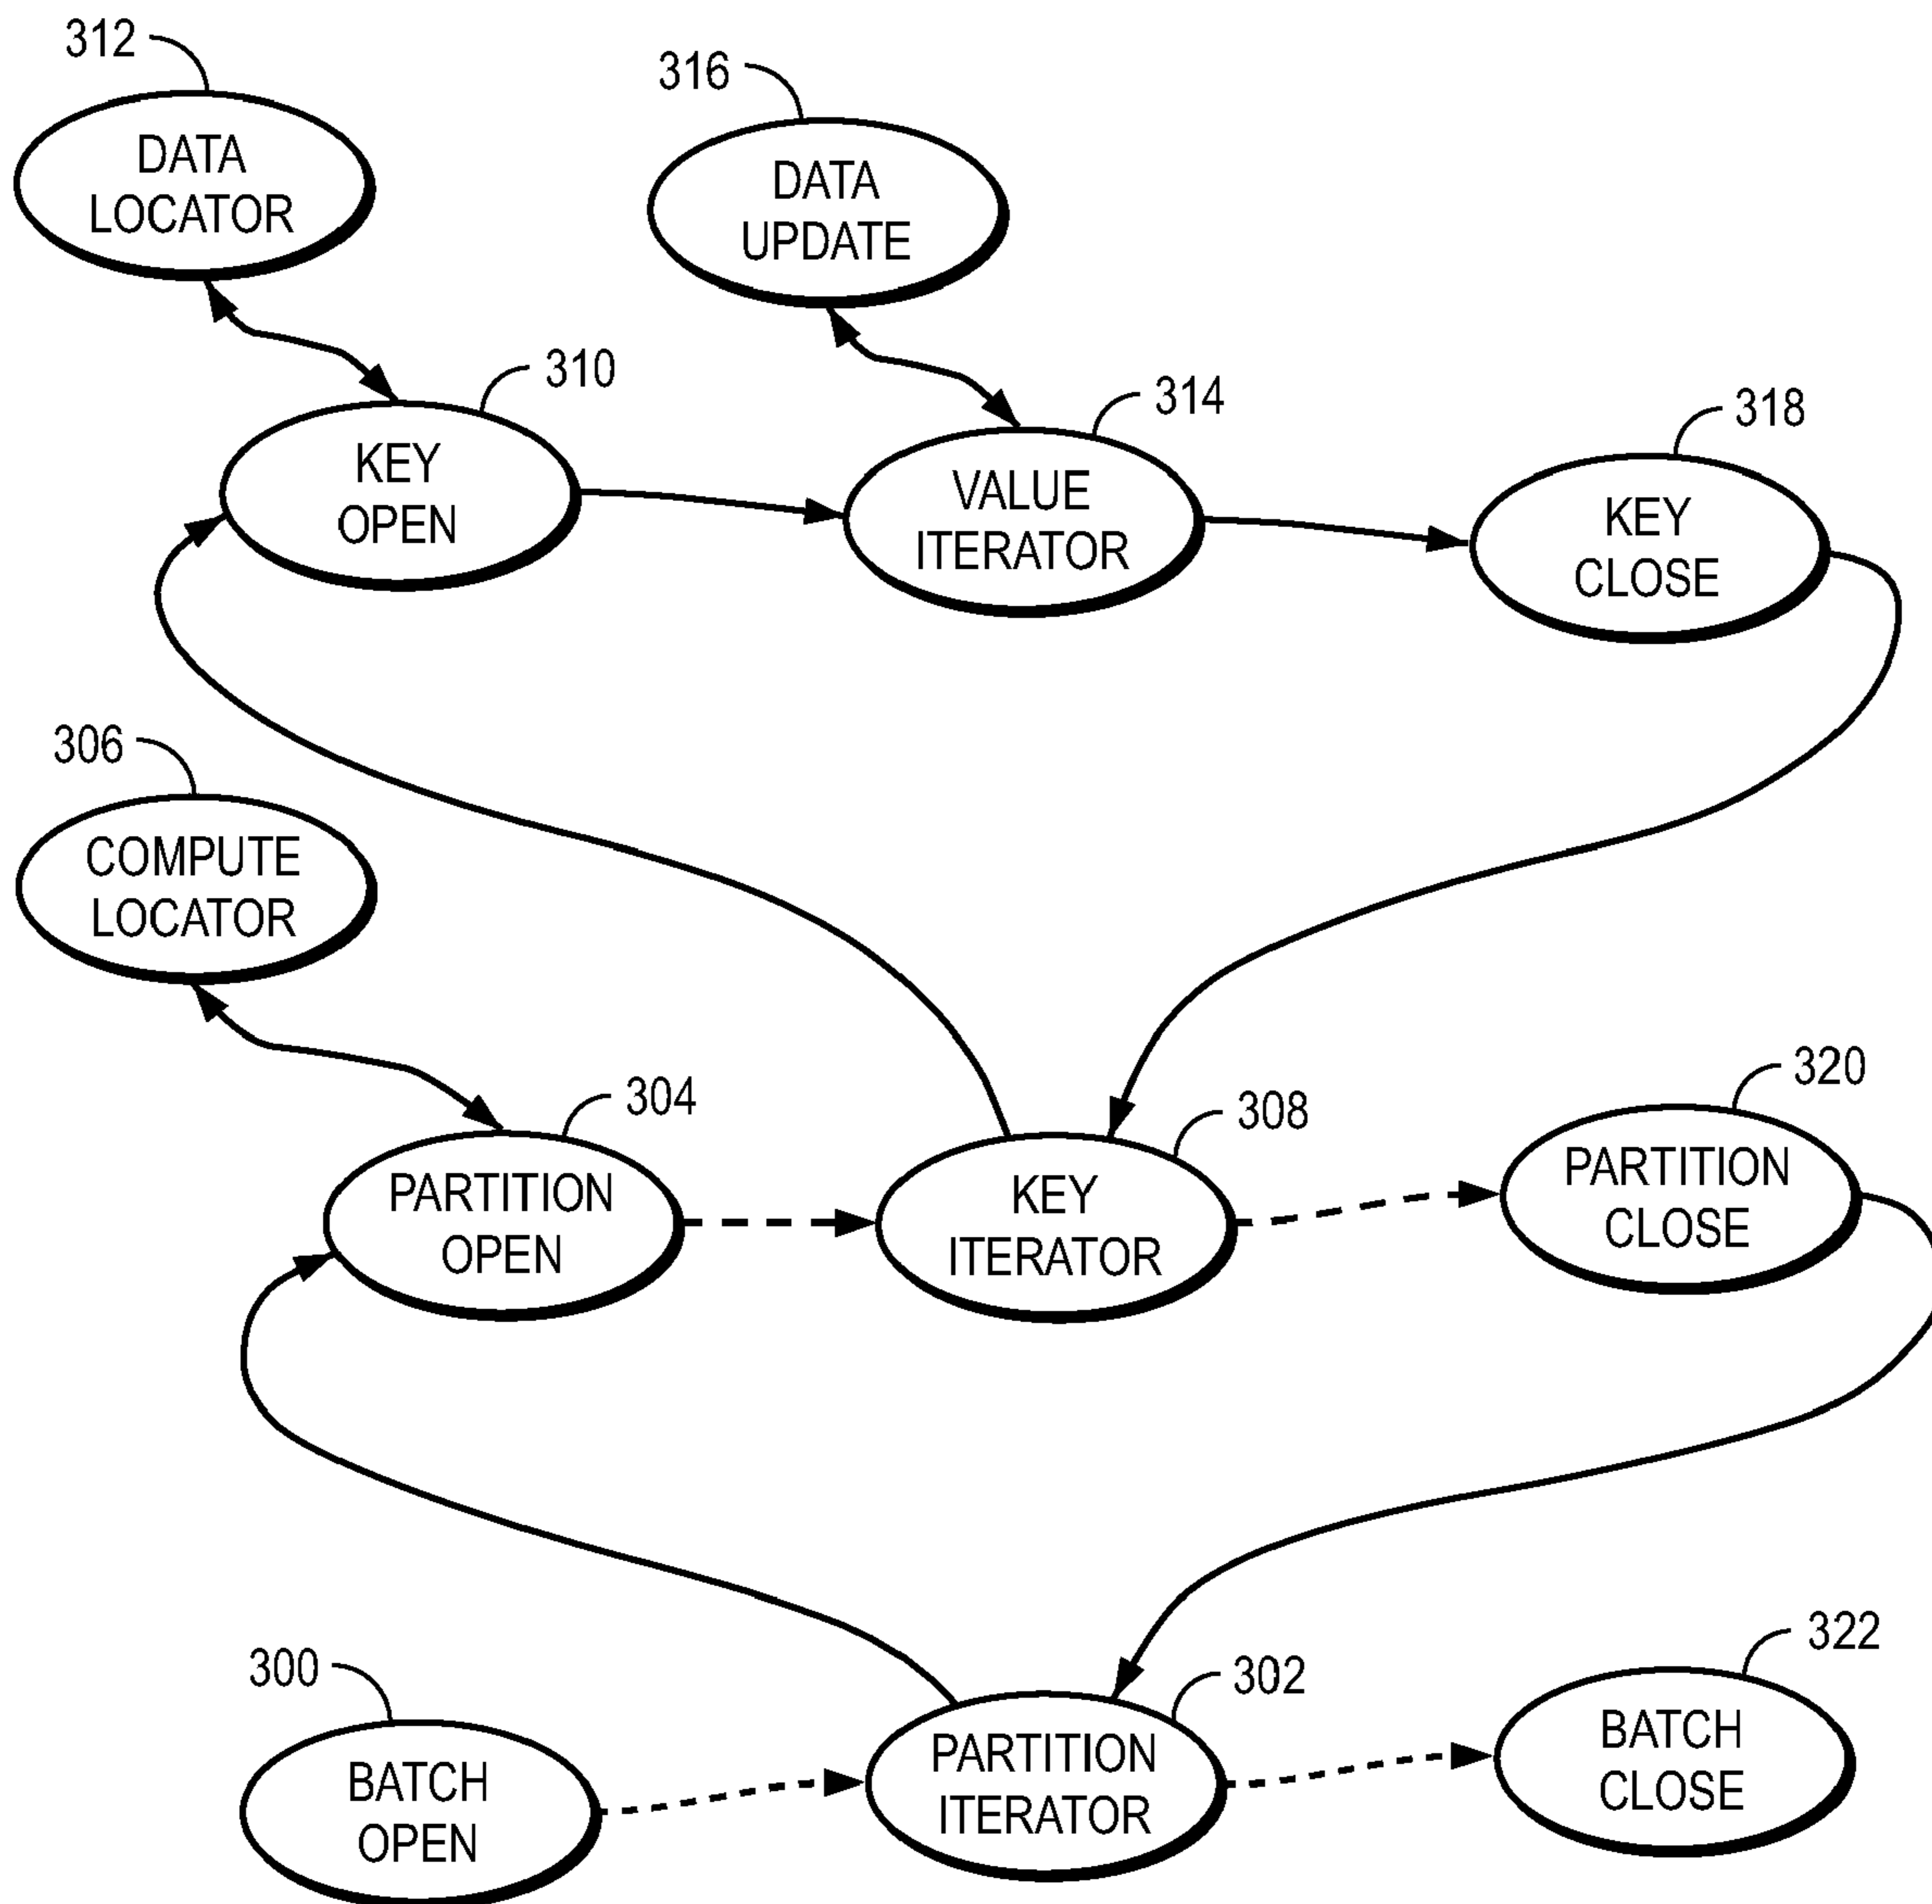 312
DATA
LOCATOR
316
DATA
UPDATE
310
KEY
OPEN
314
VALUE
ITERATOR
318
KEY
CLOSE
306
COMPUTE
LOCATOR
304
PARTITION
OPEN
308
KEY
ITERATOR
320
PARTITION
CLOSE
300
BATCH
OPEN
302
PARTITION
ITERATOR
322
BATCH
CLOSE